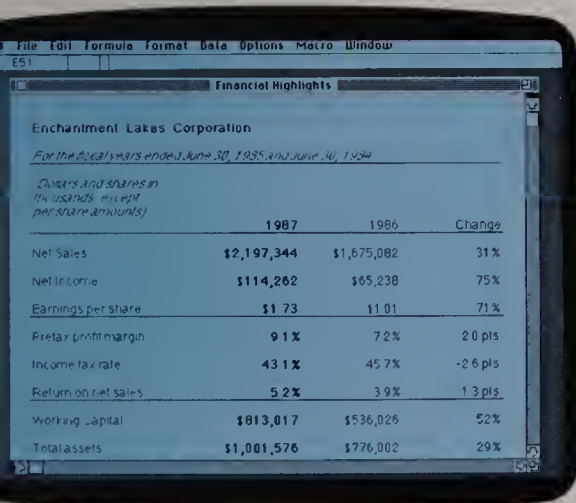 File Edit Formula Format Data Options Macro Window
E51
Financial Highlights
Enchantment Lakes Corporation
For the fiscal years ended June 30, 1985 and June 30, 1984
(Dollars and shares in
thousands except
per share amounts)
1987 1986 Change
Net Sales $2,197,344 $1,675,082 31%
Net Income $114,262 $65,238 75%
Earnings per share $1 73 $1 01 71%
Pretax profit margin 9 1% 7 2% 2 0 pts
Income tax rate 43 1% 45 7% -2 6 pts
Return on net sales 5 2% 3 9% 1 3 pts
Working Capital $813,017 $536,026 52%
Total assets $1,001,576 $776,002 29%